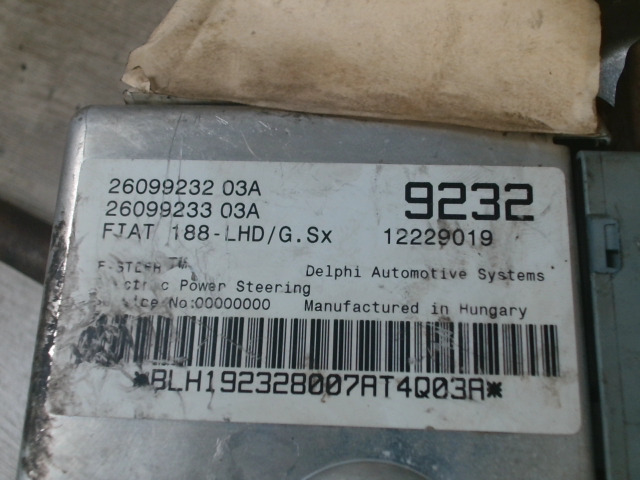 26099232 03A
26099233 03A
9232
FIAT 188-LHD/G.Sx 12229019
Delphi Automotive Systems
Power Steering
No:00000000 Manufactured in Hungary
*BLH192328007AT4Q03A*